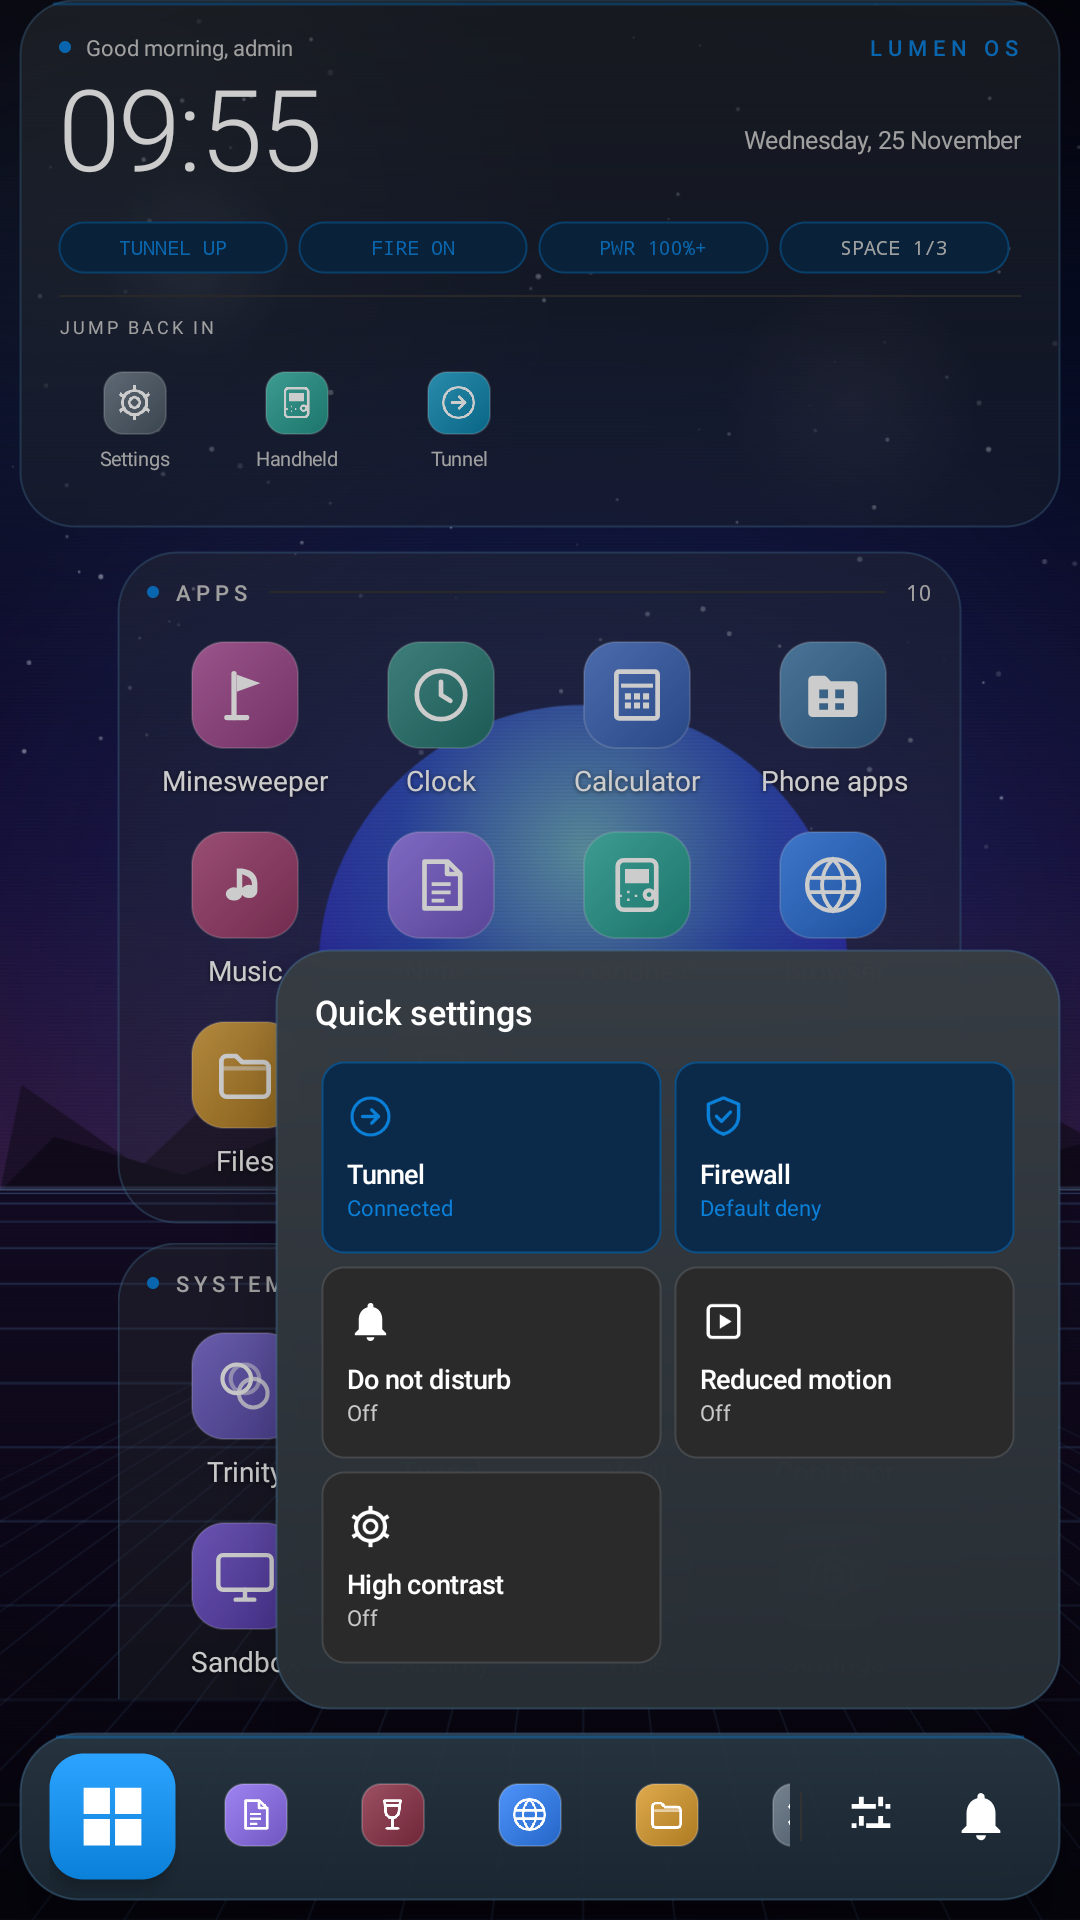 Good morning, admin
LUMEN OS
09:55
Wednesday, 25 November
TUNNEL UP
FIRE ON
PWR 100%+
SPACE 1/3
JUMP BACK IN
Settings
Handheld
Tunnel
APPS
10
Minesweeper
Clock
Calculator
Phone apps
Music
Files
Quick settings
Tunnel
Connected
Firewall
Default deny
SYSTEM
Do not disturb
Off
Reduced motion
Off
Trinity
High contrast
Off
Sandbo